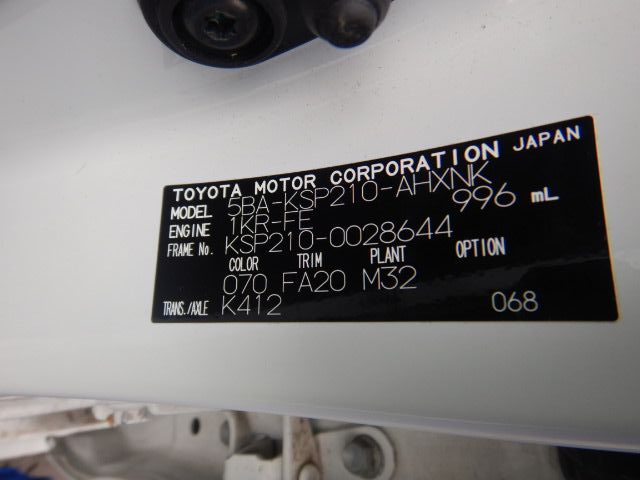 TOYOTA MOTOR CORPORATION JAPAN
MODEL 5BA-KSP210-AHXNK
ENGINE 1KR-FE 996 mL
FRAME No. KSP210-0028644
COLOR TRIM PLANT OPTION
070 FA20 M32
TRANS./AXLE K412 068